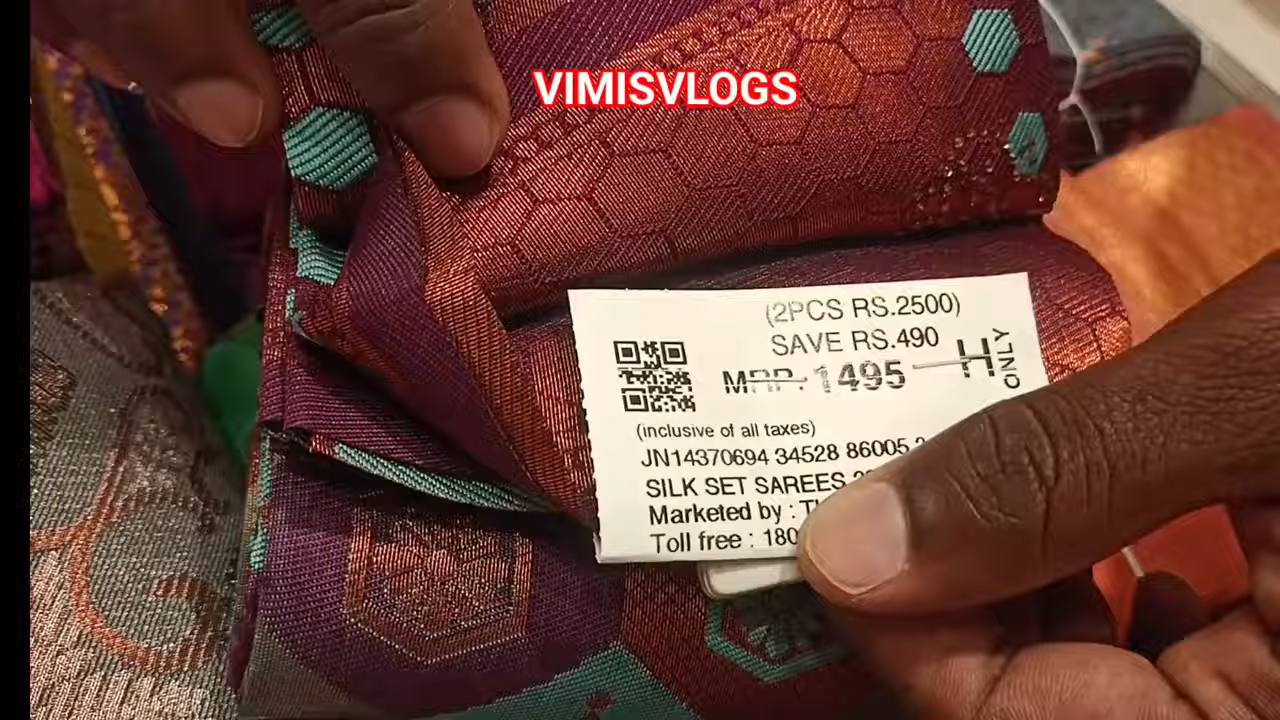 VIMISVLOGS
(2PCS RS.2500)
SAVE RS.490
MRP: 1495 H
ONLY
(inclusive of all taxes)
JN14370694 34528 86005
SILK SET SAREES
Marketed by :
Toll free : 180